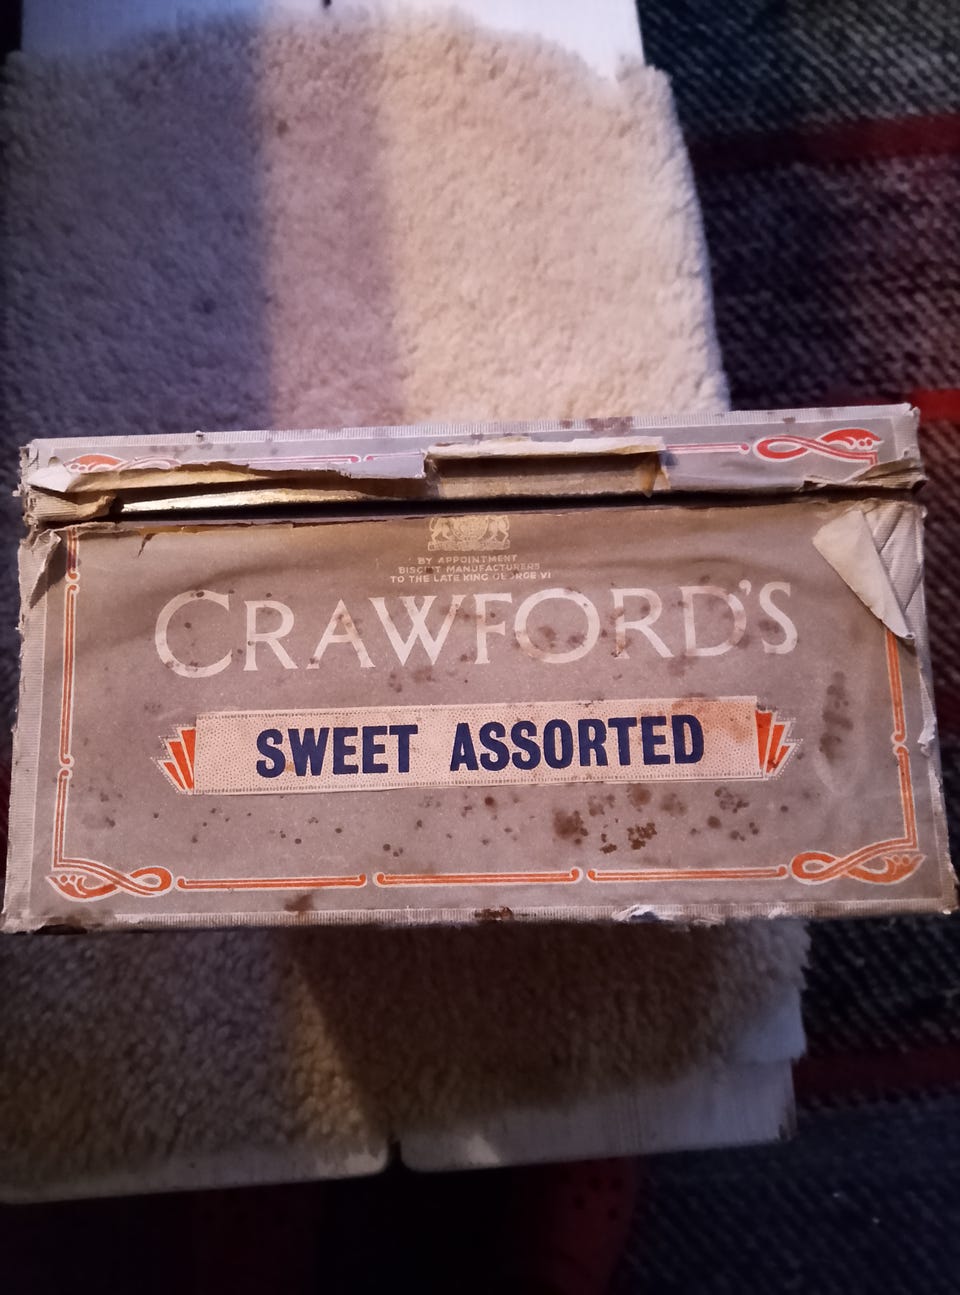 BY APPOINTMENT
BISCUIT MANUFACTURERS
TO THE LATE KING GEORGE VI
CRAWFORD'S
SWEET ASSORTED